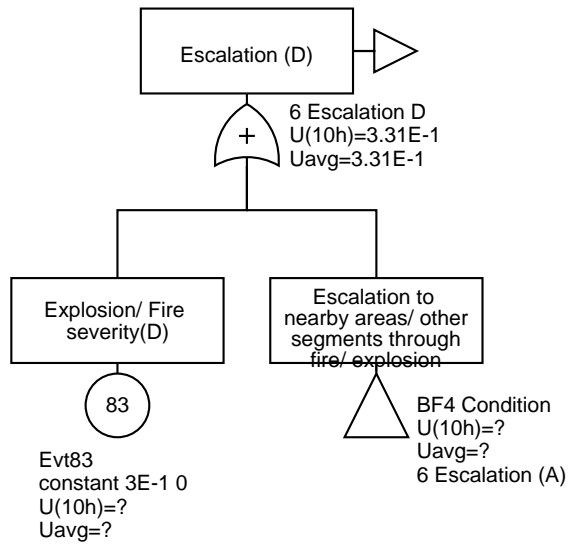 Escalation (D)
+
6 Escalation D
U(10h)=3.31E-1
Uavg=3.31E-1
Explosion/ Fire
severity(D)
Escalation to
nearby areas/ other
segments through
fire/ explosion
83
Evt83
constant 3E-1 0
U(10h)=?
Uavg=?
BF4 Condition
U(10h)=?
Uavg=?
6 Escalation (A)